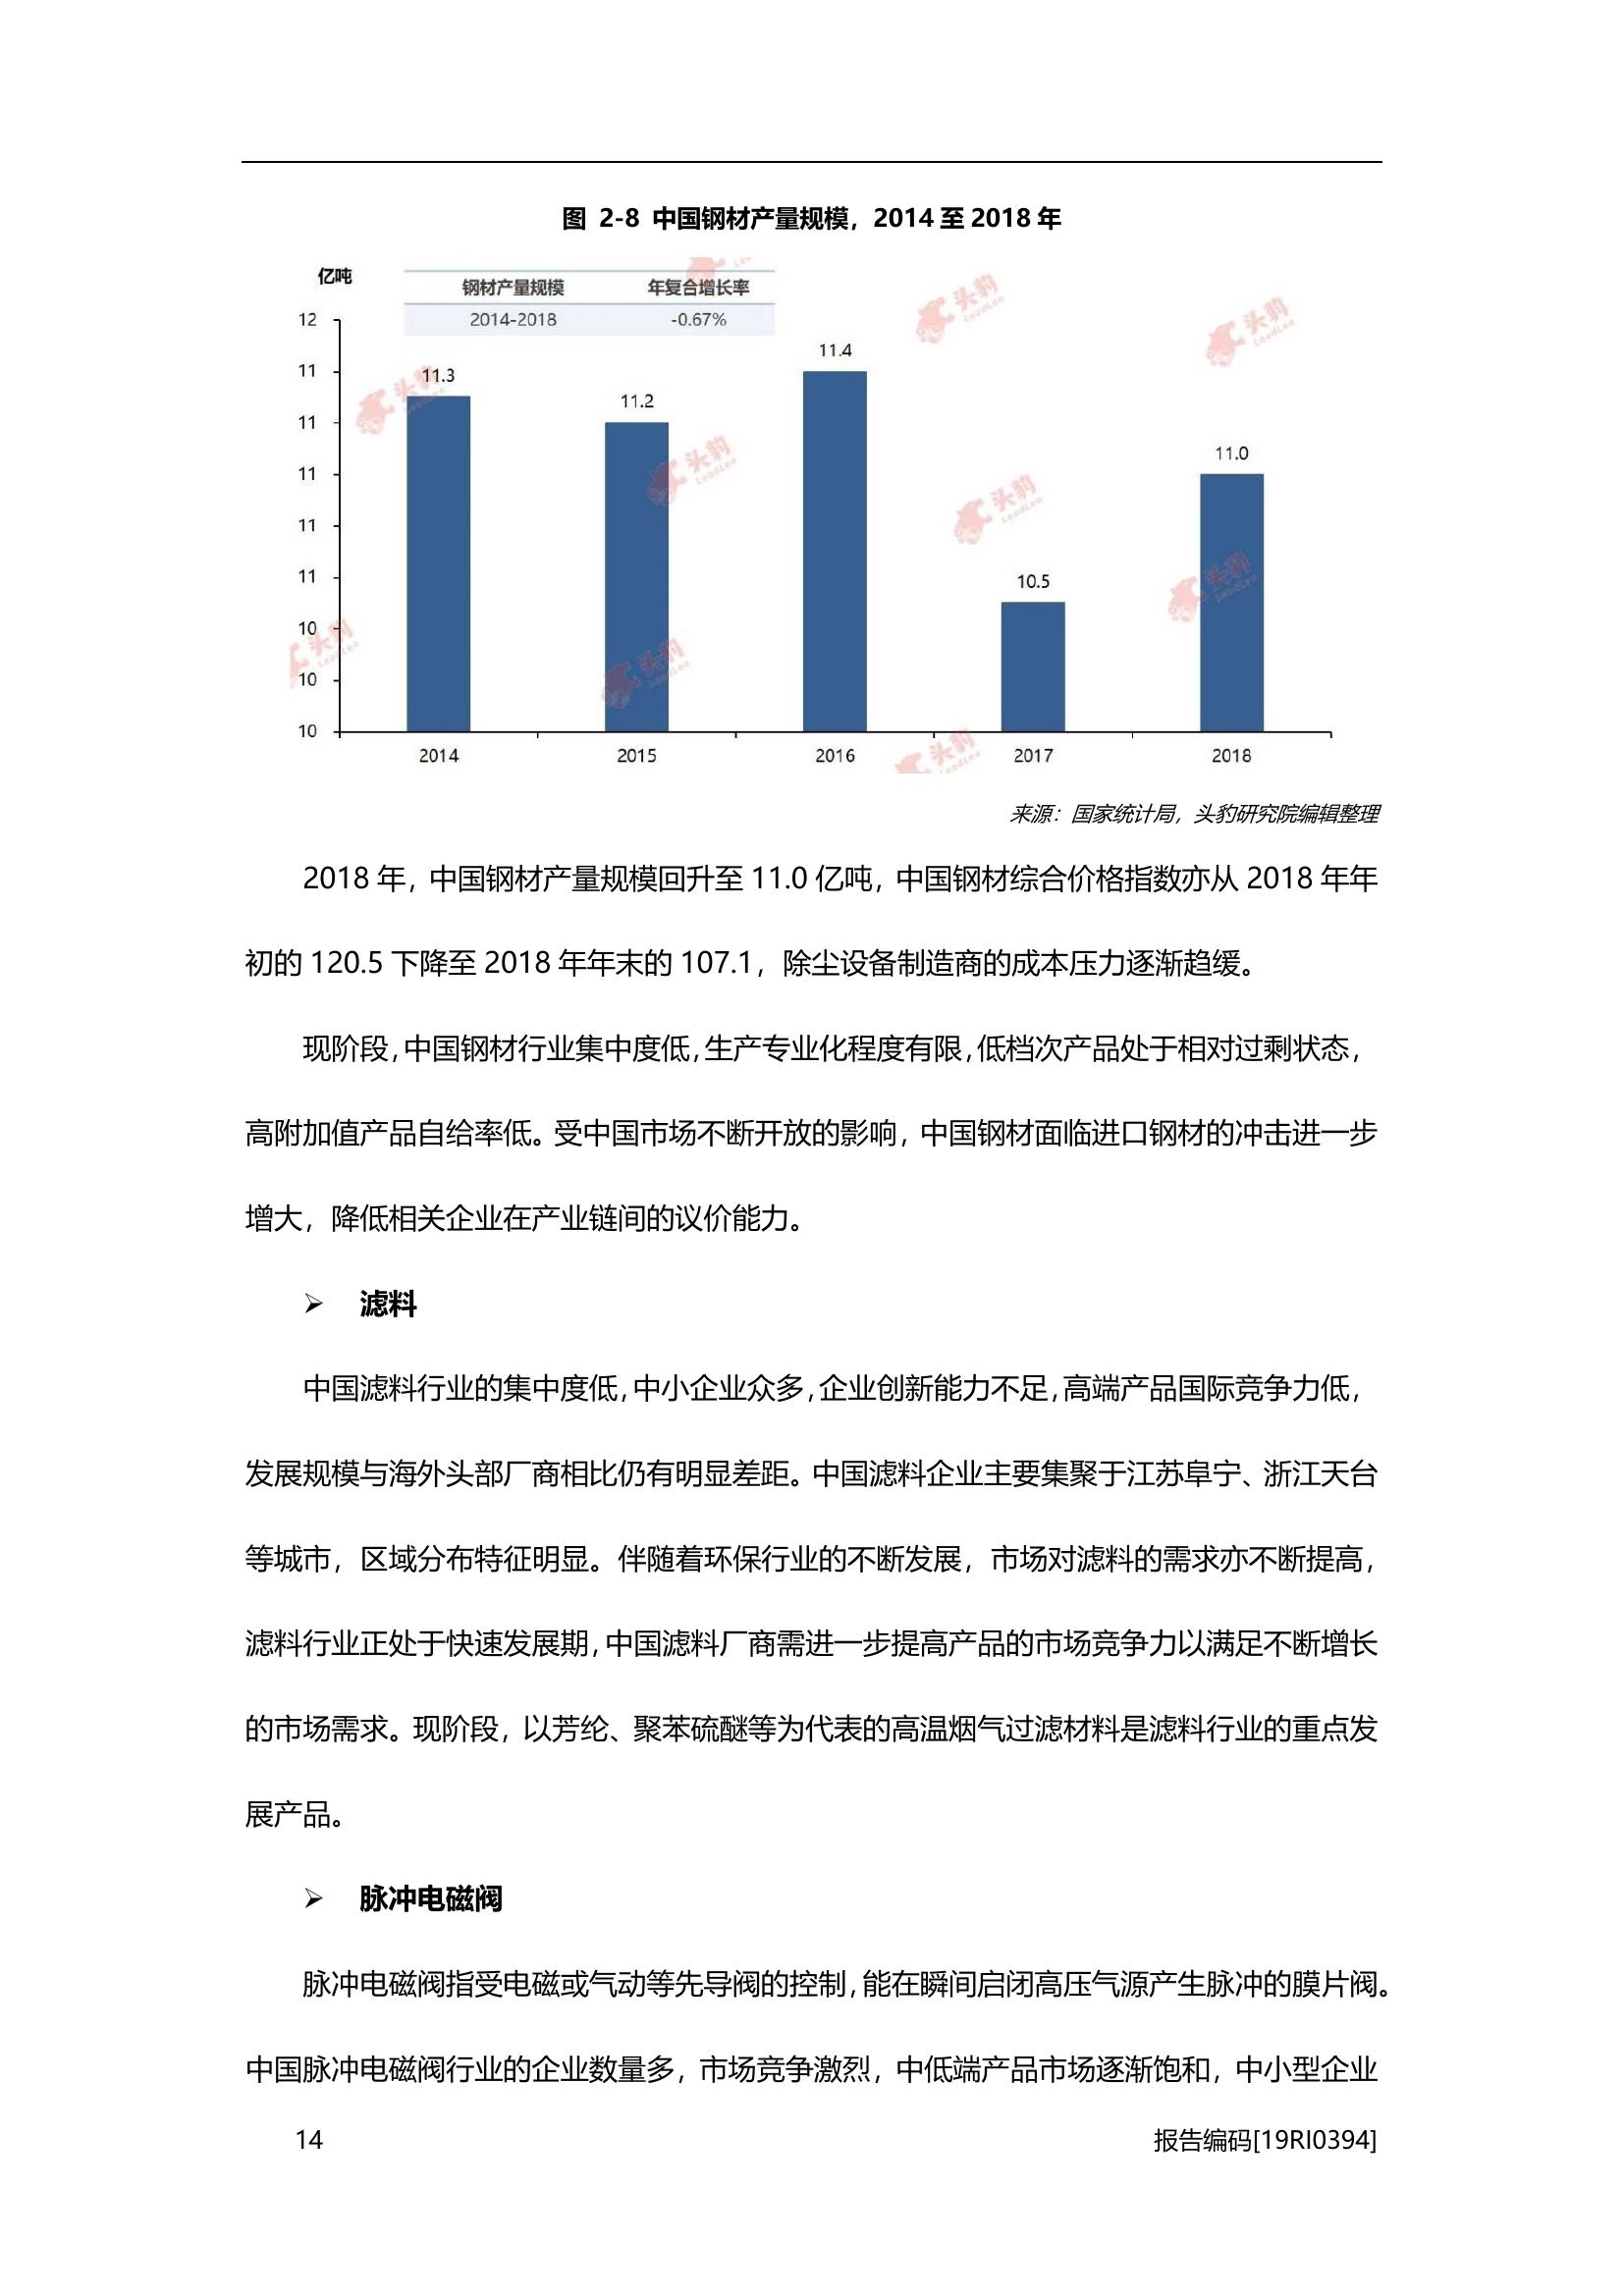 图 2-8 中国钢材产量规模，2014 至 2018 年
亿吨
钢材产量规模 年复合增长率
2014-2018 -0.67%
12
11
11
11
11
11
10
10
10
11.3
11.2
11.4
10.5
11.0
2014 2015 2016 2017 2018
头豹 LeadLeo
来源：国家统计局，头豹研究院编辑整理
2018 年，中国钢材产量规模回升至 11.0 亿吨，中国钢材综合价格指数亦从 2018 年年
初的 120.5 下降至 2018 年年末的 107.1，除尘设备制造商的成本压力逐渐趋缓。
现阶段，中国钢材行业集中度低，生产专业化程度有限，低档次产品处于相对过剩状态，
高附加值产品自给率低。受中国市场不断开放的影响，中国钢材面临进口钢材的冲击进一步
增大，降低相关企业在产业链间的议价能力。
➢ 滤料
中国滤料行业的集中度低，中小企业众多，企业创新能力不足，高端产品国际竞争力低，
发展规模与海外头部厂商相比仍有明显差距。中国滤料企业主要集聚于江苏阜宁、浙江天台
等城市，区域分布特征明显。伴随着环保行业的不断发展，市场对滤料的需求亦不断提高，
滤料行业正处于快速发展期，中国滤料厂商需进一步提高产品的市场竞争力以满足不断增长
的市场需求。现阶段，以芳纶、聚苯硫醚等为代表的高温烟气过滤材料是滤料行业的重点发
展产品。
➢ 脉冲电磁阀
脉冲电磁阀指受电磁或气动等先导阀的控制，能在瞬间启闭高压气源产生脉冲的膜片阀。
中国脉冲电磁阀行业的企业数量多，市场竞争激烈，中低端产品市场逐渐饱和，中小型企业
14 报告编码[19RI0394]